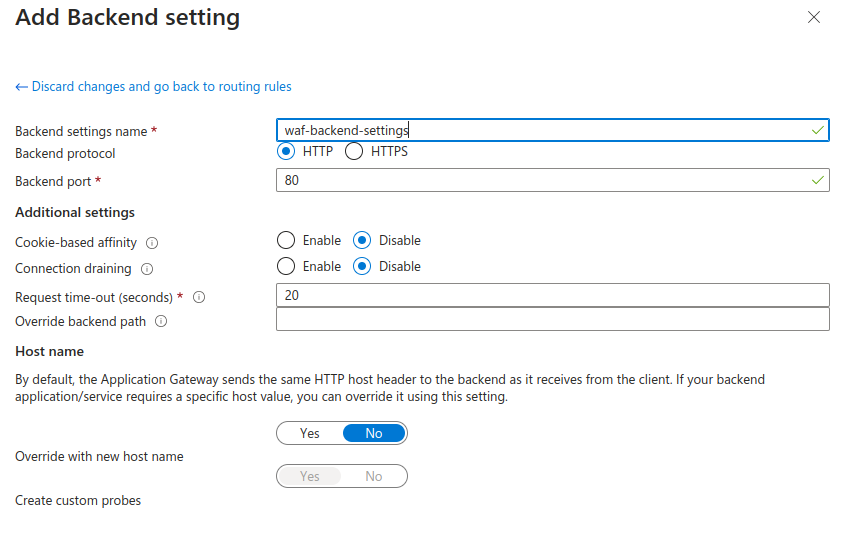 Add Backend setting
← Discard changes and go back to routing rules
Backend settings name * waf-backend-settings
Backend protocol HTTP HTTPS
Backend port * 80
Additional settings
Cookie-based affinity Enable Disable
Connection draining Enable Disable
Request time-out (seconds) * 20
Override backend path
Host name
By default, the Application Gateway sends the same HTTP host header to the backend as it receives from the client. If your backend
application/service requires a specific host value, you can override it using this setting.
Yes No
Override with new host name
Yes No
Create custom probes